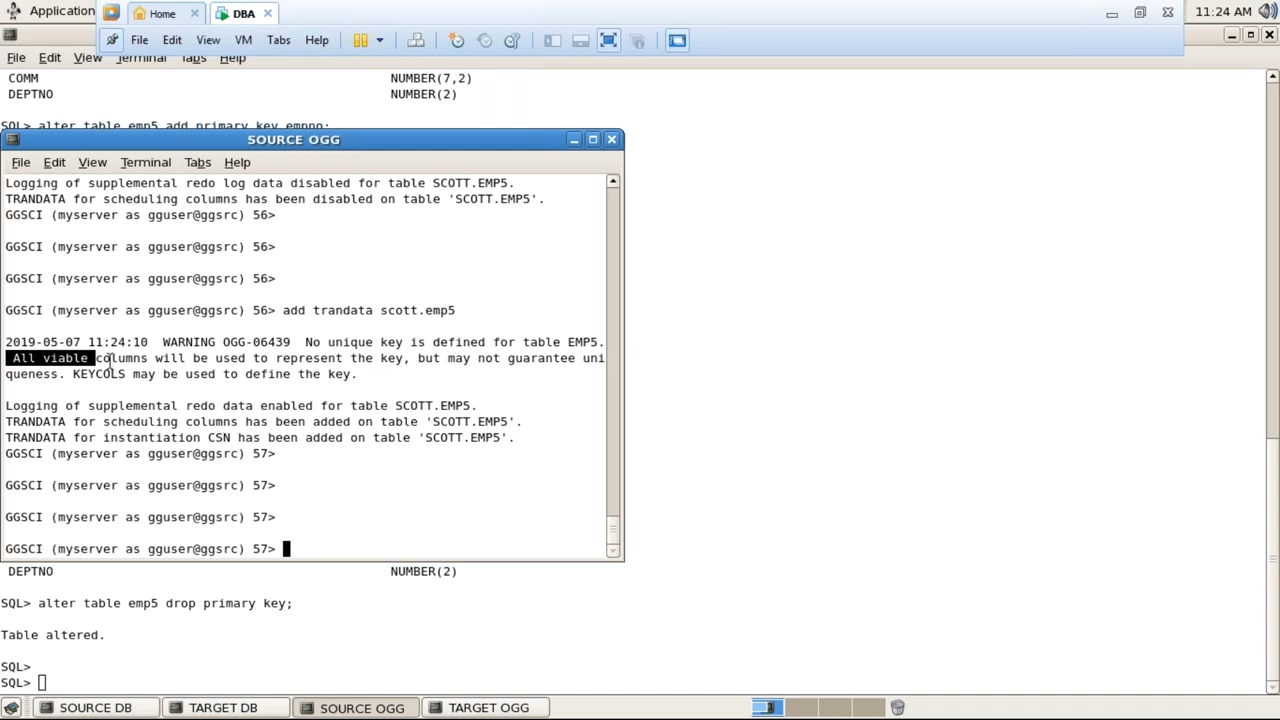 Application
Home
DBA
11:24 AM
File Edit View VM Tabs Help
File Edit View Terminal Tabs Help
COMM NUMBER(7,2)
DEPTNO NUMBER(2)
SQL> alter table emp5 add primary key empno;
SOURCE OGG
File Edit View Terminal Tabs Help
Logging of supplemental redo log data disabled for table SCOTT.EMP5.
TRANDATA for scheduling columns has been disabled on table 'SCOTT.EMP5'.
GGSCI (myserver as gguser@ggsrc) 56>
GGSCI (myserver as gguser@ggsrc) 56>
GGSCI (myserver as gguser@ggsrc) 56>
GGSCI (myserver as gguser@ggsrc) 56> add trandata scott.emp5
2019-05-07 11:24:10 WARNING OGG-06439 No unique key is defined for table EMP5.
All viable columns will be used to represent the key, but may not guarantee uni
queness. KEYCOLS may be used to define the key.
Logging of supplemental redo data enabled for table SCOTT.EMP5.
TRANDATA for scheduling columns has been added on table 'SCOTT.EMP5'.
TRANDATA for instantiation CSN has been added on table 'SCOTT.EMP5'.
GGSCI (myserver as gguser@ggsrc) 57>
GGSCI (myserver as gguser@ggsrc) 57>
GGSCI (myserver as gguser@ggsrc) 57>
GGSCI (myserver as gguser@ggsrc) 57>
DEPTNO NUMBER(2)
SQL> alter table emp5 drop primary key;
Table altered.
SQL>
SQL>
SOURCE DB TARGET DB SOURCE OGG TARGET OGG